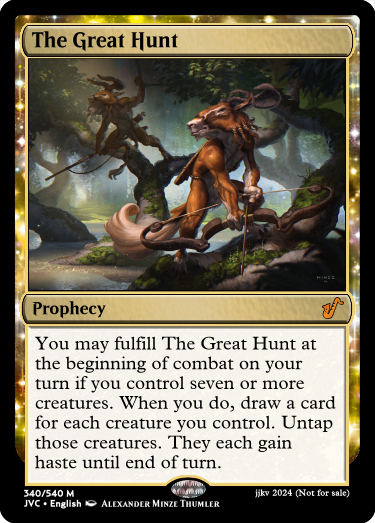 The Great Hunt
MINZE
Prophecy
You may fulfill The Great Hunt at
the beginning of combat on your
turn if you control seven or more
creatures. When you do, draw a card
for each creature you control. Untap
those creatures. They each gain
haste until end of turn.
340/540 M
jjkv 2024 (Not for sale)
JVC • English Alexander Minze Thumler